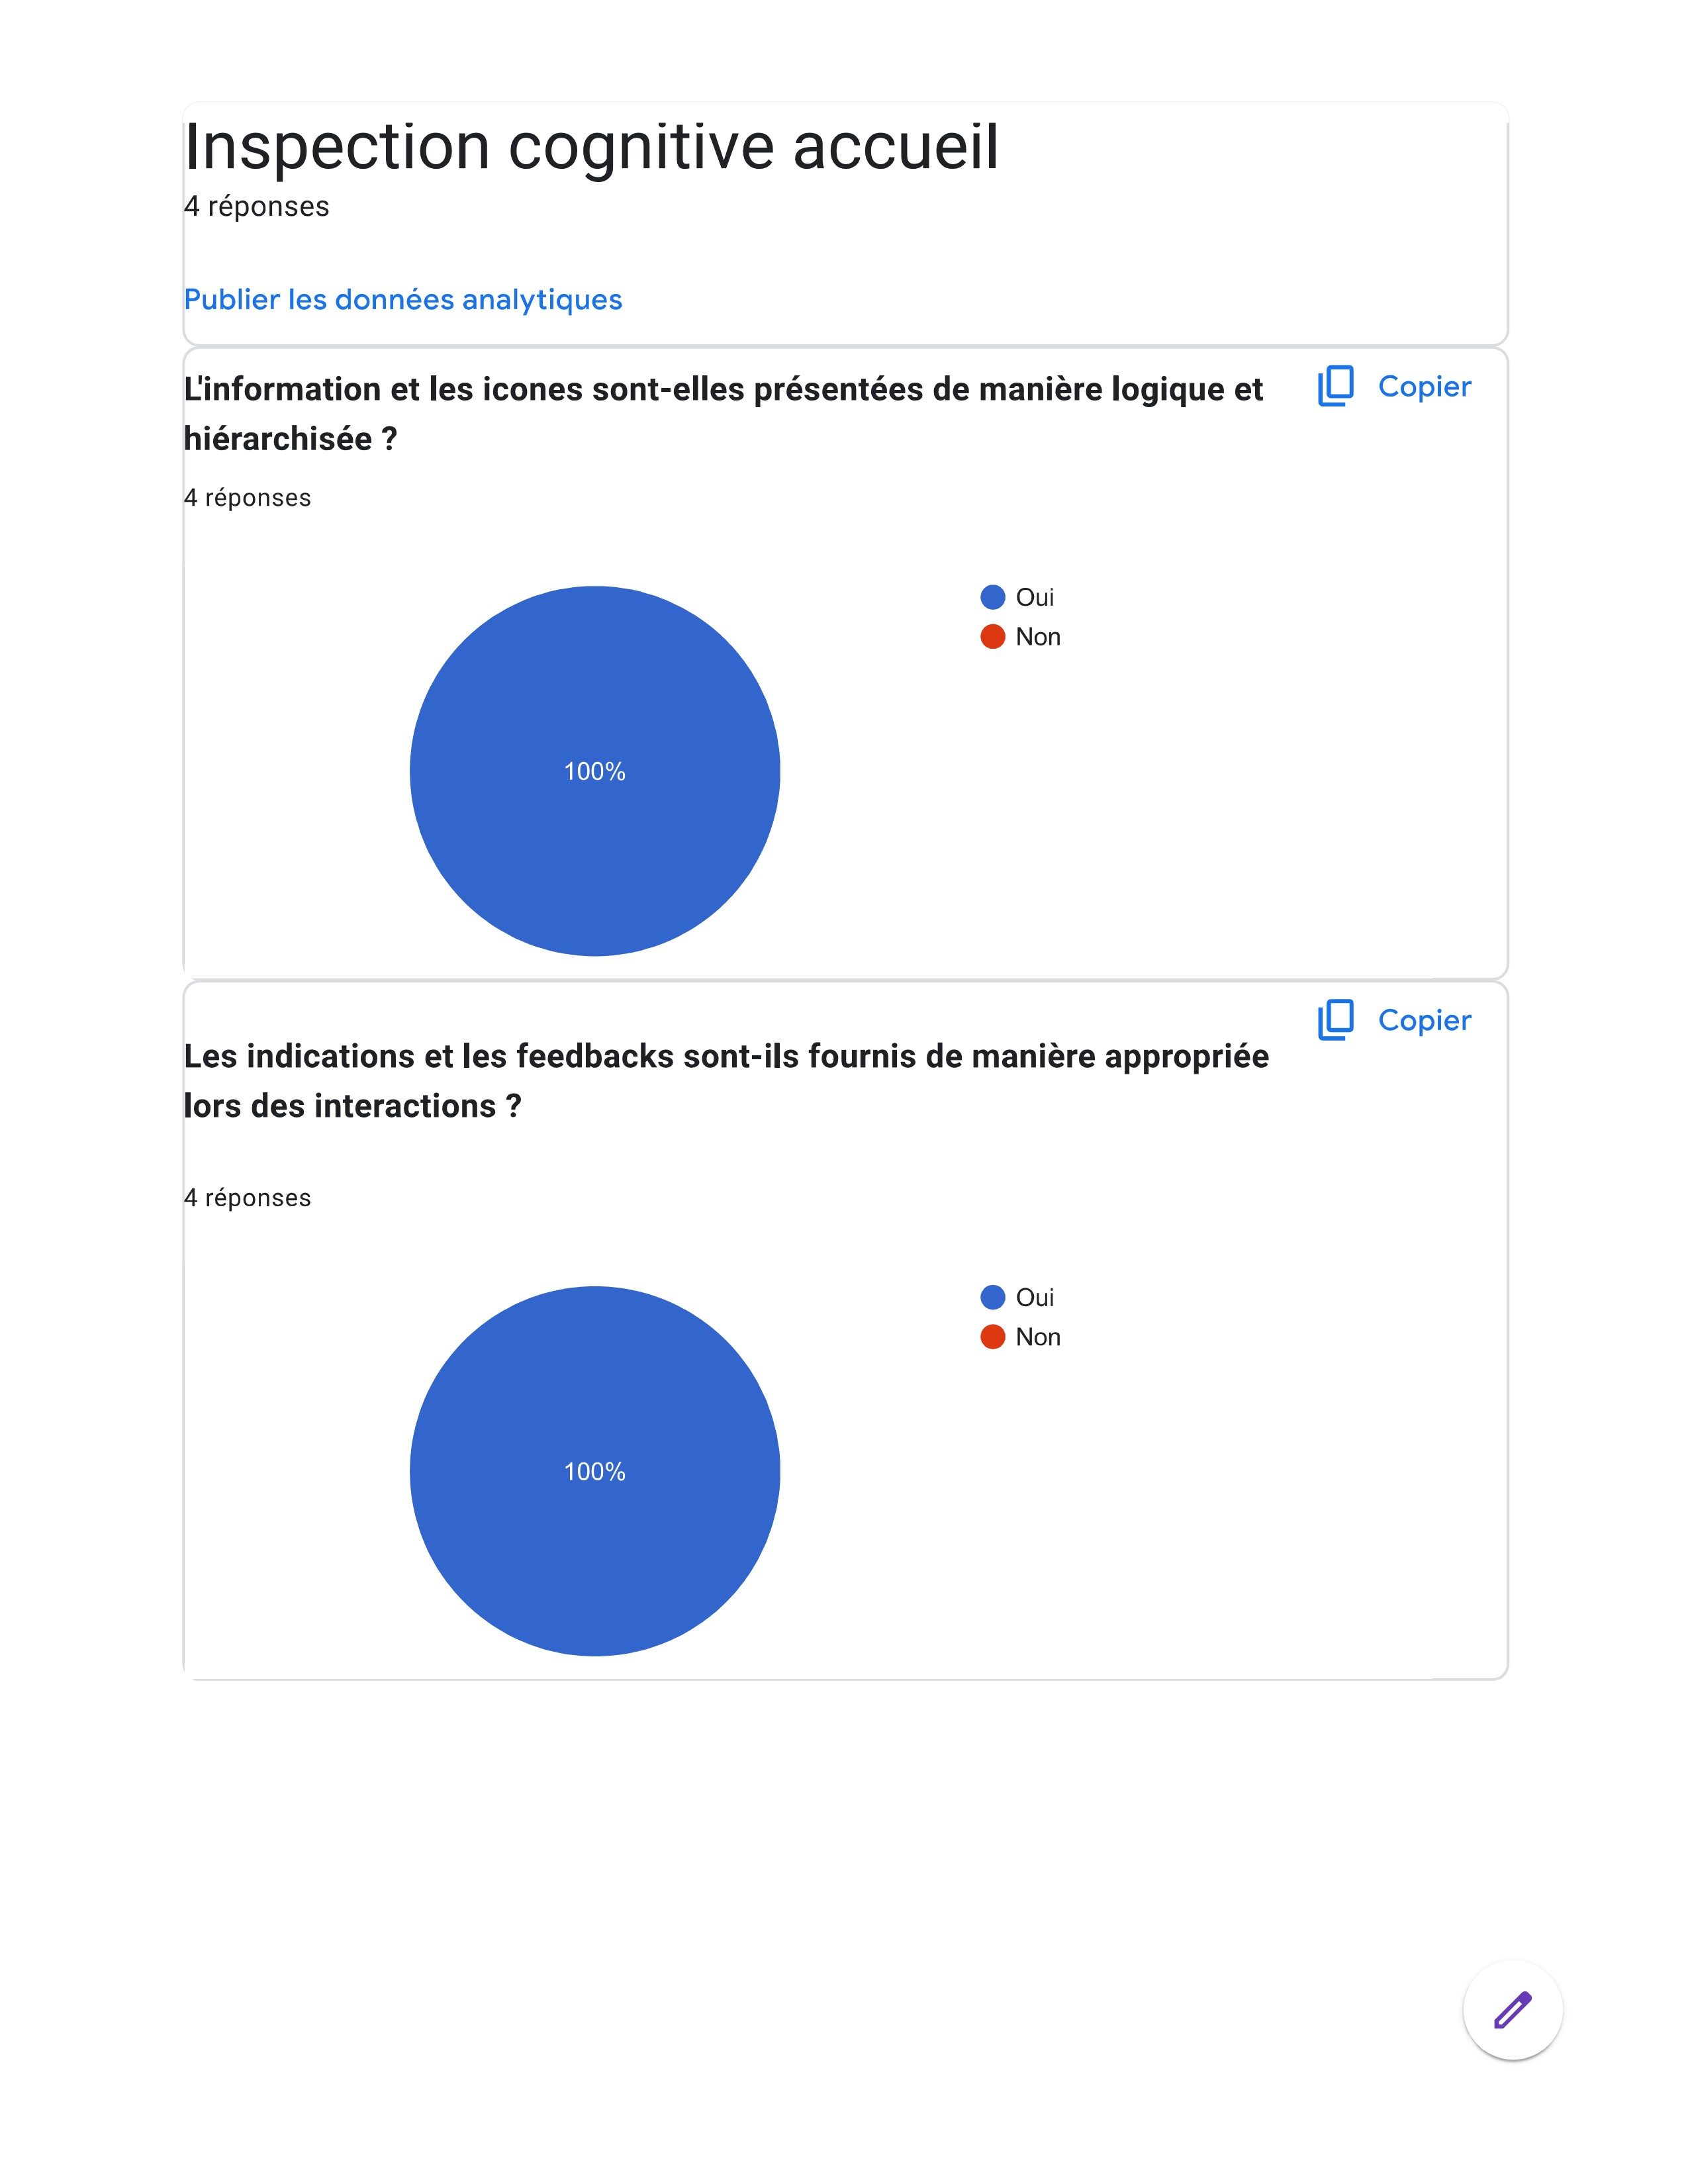 Inspection cognitive accueil
4 réponses
Publier les données analytiques
L'information et les icones sont-elles présentées de manière logique et
hiérarchisée ?
Copier
4 réponses
Oui
Non
100%
Copier
Les indications et les feedbacks sont-ils fournis de manière appropriée
lors des interactions ?
4 réponses
Oui
Non
100%